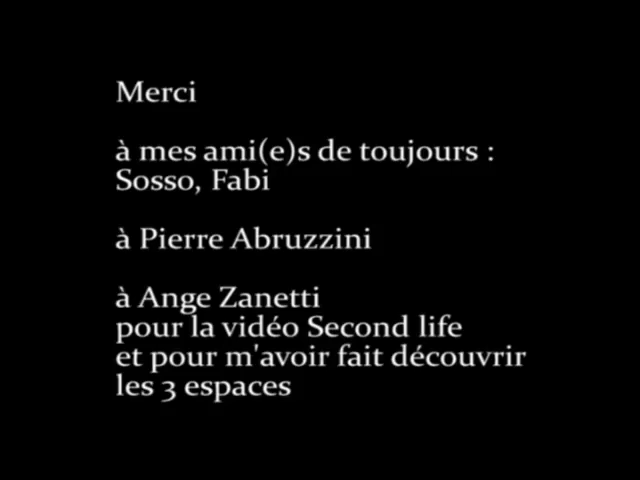 Merci
à mes ami(e)s de toujours :
Sosso, Fabi
à Pierre Abruzzini
à Ange Zanetti
pour la vidéo Second life
et pour m'avoir fait découvrir
les 3 espaces